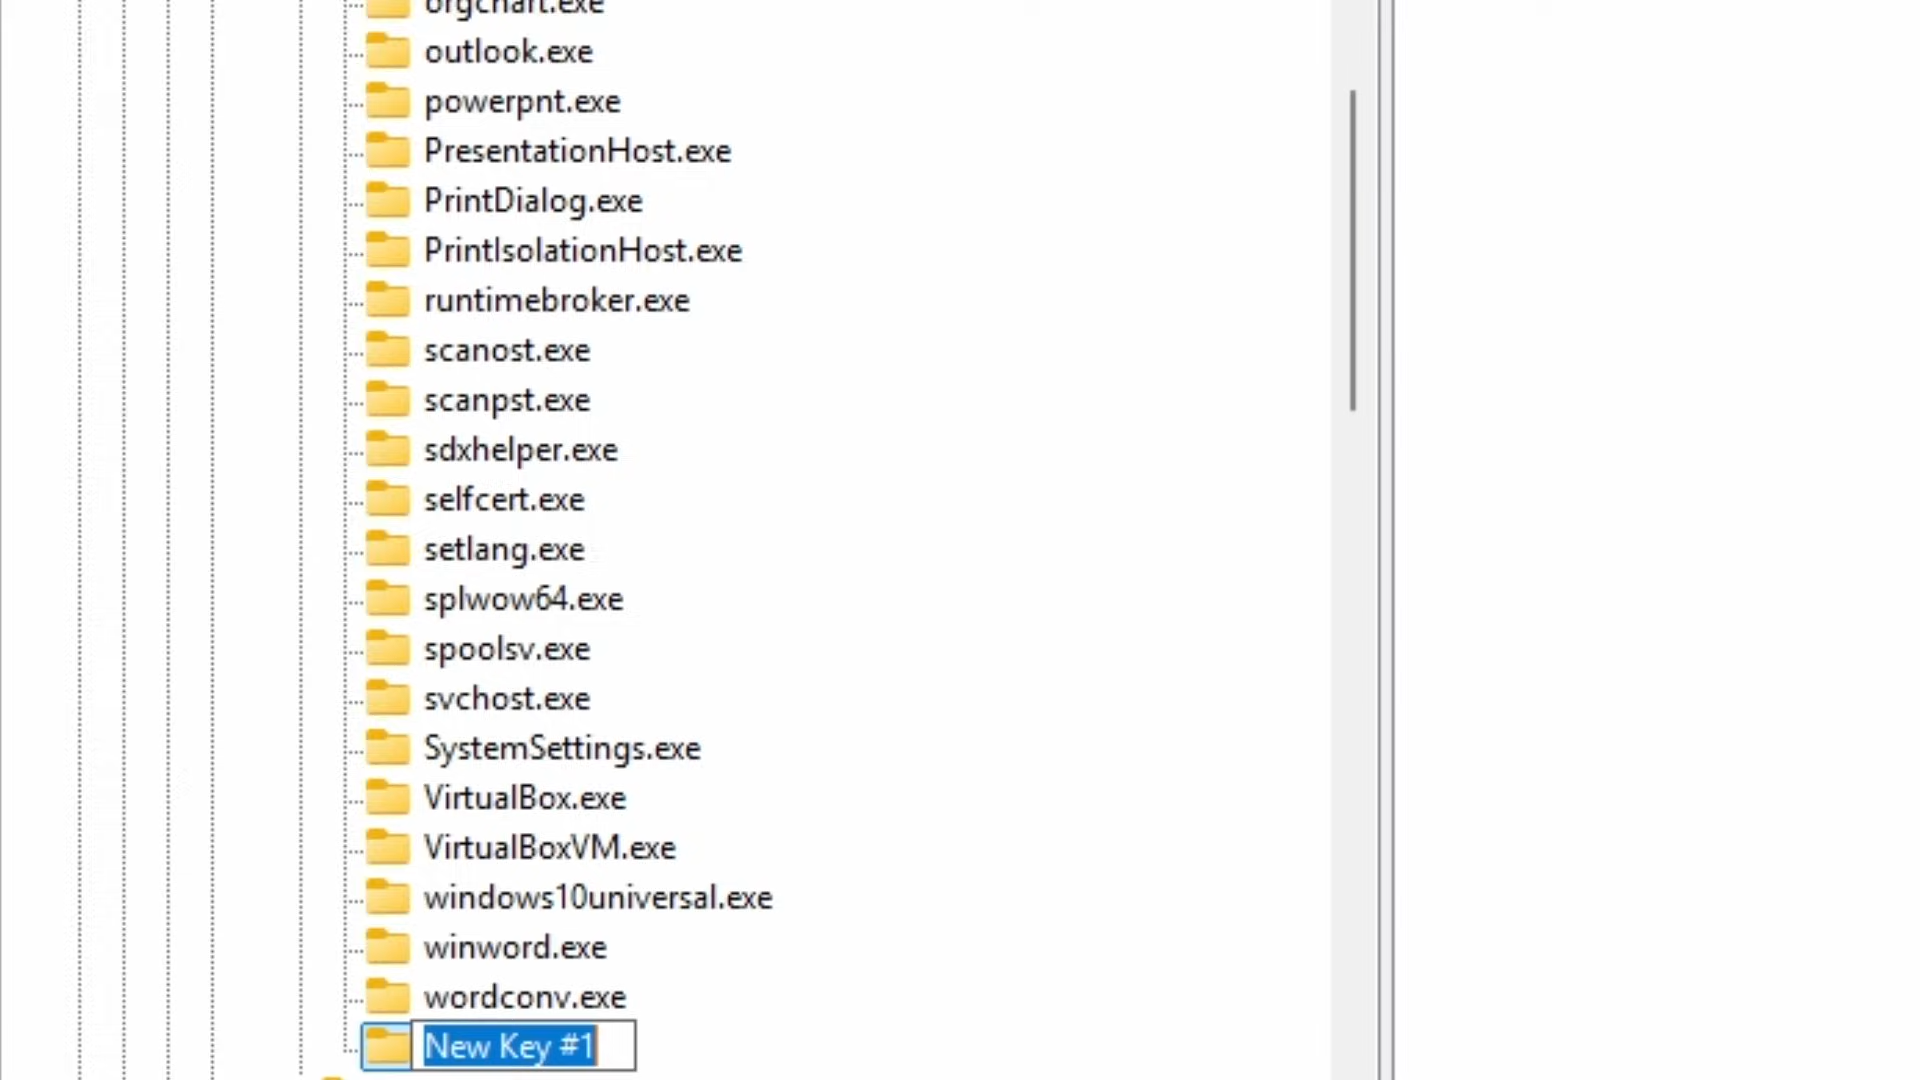 orgchart.exe
outlook.exe
powerpnt.exe
PresentationHost.exe
PrintDialog.exe
PrintIsolationHost.exe
runtimebroker.exe
scanost.exe
scanpst.exe
sdxhelper.exe
selfcert.exe
setlang.exe
splwow64.exe
spoolsv.exe
svchost.exe
SystemSettings.exe
VirtualBox.exe
VirtualBoxVM.exe
windows10universal.exe
winword.exe
wordconv.exe
New Key #1